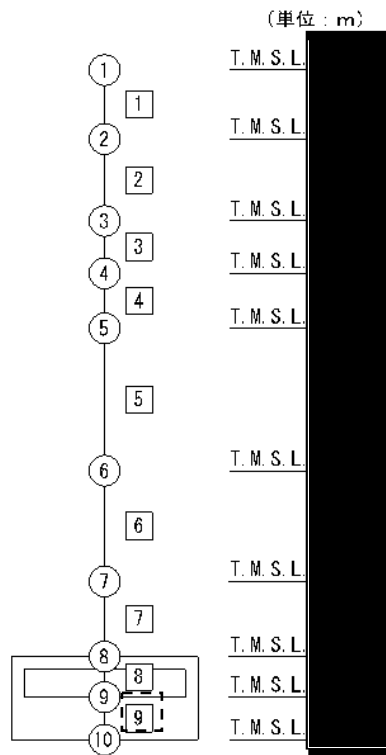 (単位：m)
① T.M.S.L.
1
② T.M.S.L.
2
③ T.M.S.L.
3
④ T.M.S.L.
4
⑤ T.M.S.L.
5
⑥ T.M.S.L.
6
⑦ T.M.S.L.
7
⑧ T.M.S.L.
8
⑨ T.M.S.L.
9
⑩ T.M.S.L.